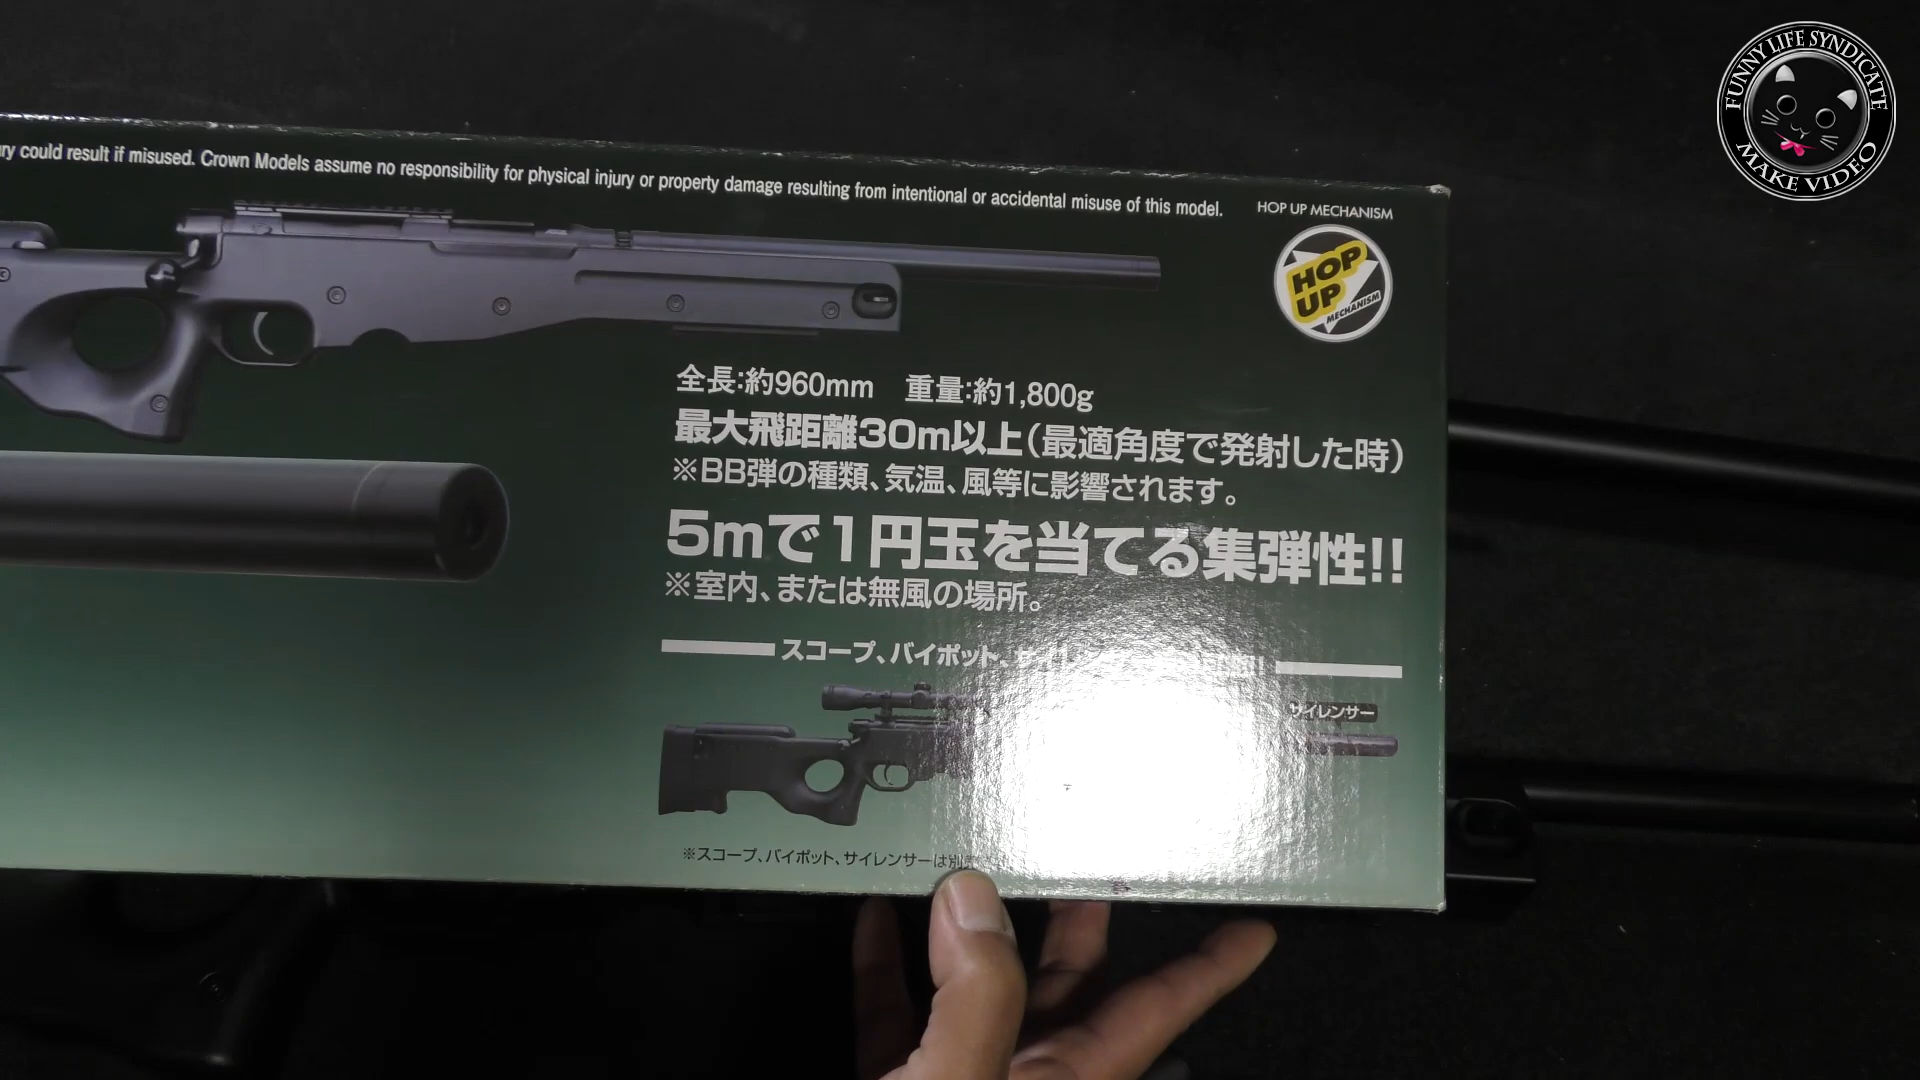 FUNNY LIFE SYNDICATE
MAKE VIDEO
could result if misused. Crown Models assume no responsibility for physical injury or property damage resulting from intentional or accidental misuse of this model.
HOP UP MECHANISM
HOP
UP
MECHANISM
全長:約960mm 重量:約1,800g
最大飛距離30m以上(最適角度で発射した時)
※BB弾の種類、気温、風等に影響されます。
5mで1円玉を当てる集弾性!!
※室内、または無風の場所。
スコープ、バイポット、
サイレンサー
※スコープ、バイポット、サイレンサーは別